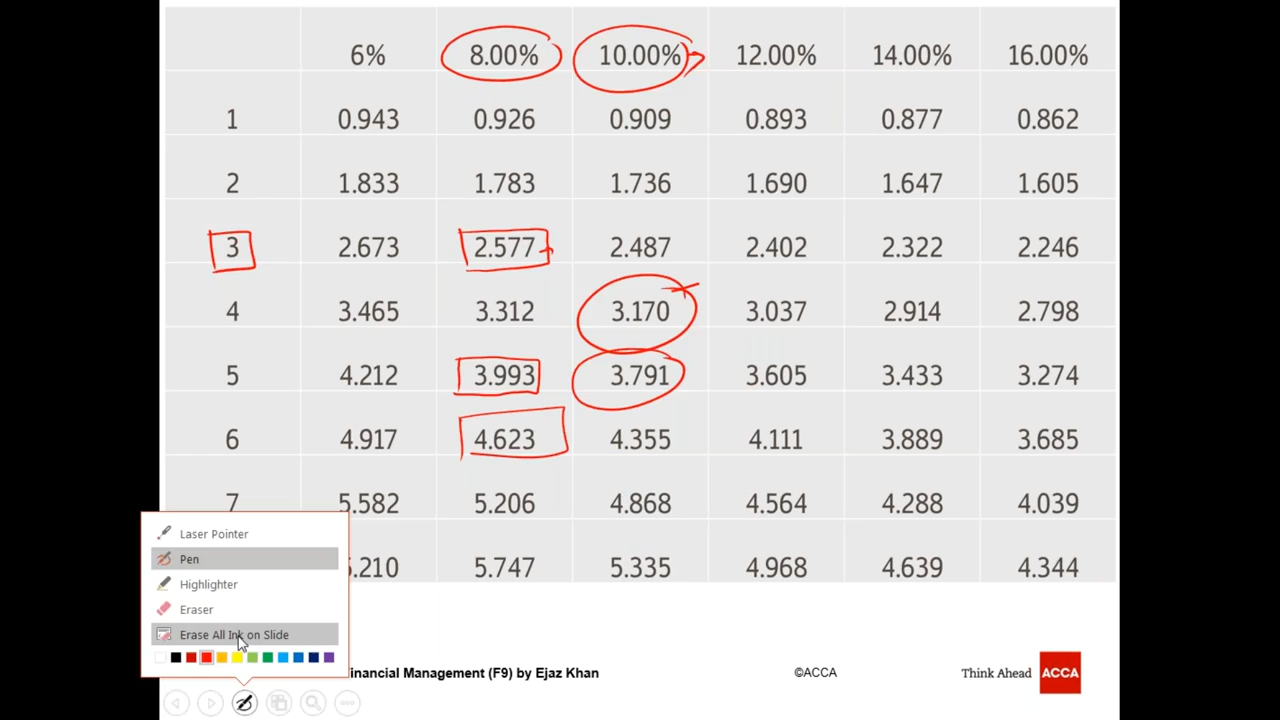 6% 8.00% 10.00% 12.00% 14.00% 16.00%
1 0.943 0.926 0.909 0.893 0.877 0.862
2 1.833 1.783 1.736 1.690 1.647 1.605
3 2.673 2.577 2.487 2.402 2.322 2.246
4 3.465 3.312 3.170 3.037 2.914 2.798
5 4.212 3.993 3.791 3.605 3.433 3.274
6 4.917 4.623 4.355 4.111 3.889 3.685
7 5.582 5.206 4.868 4.564 4.288 4.039
.210 5.747 5.335 4.968 4.639 4.344
Laser Pointer
Pen
Highlighter
Eraser
Erase All Ink on Slide
inancial Management (F9) by Ejaz Khan ©ACCA Think Ahead ACCA